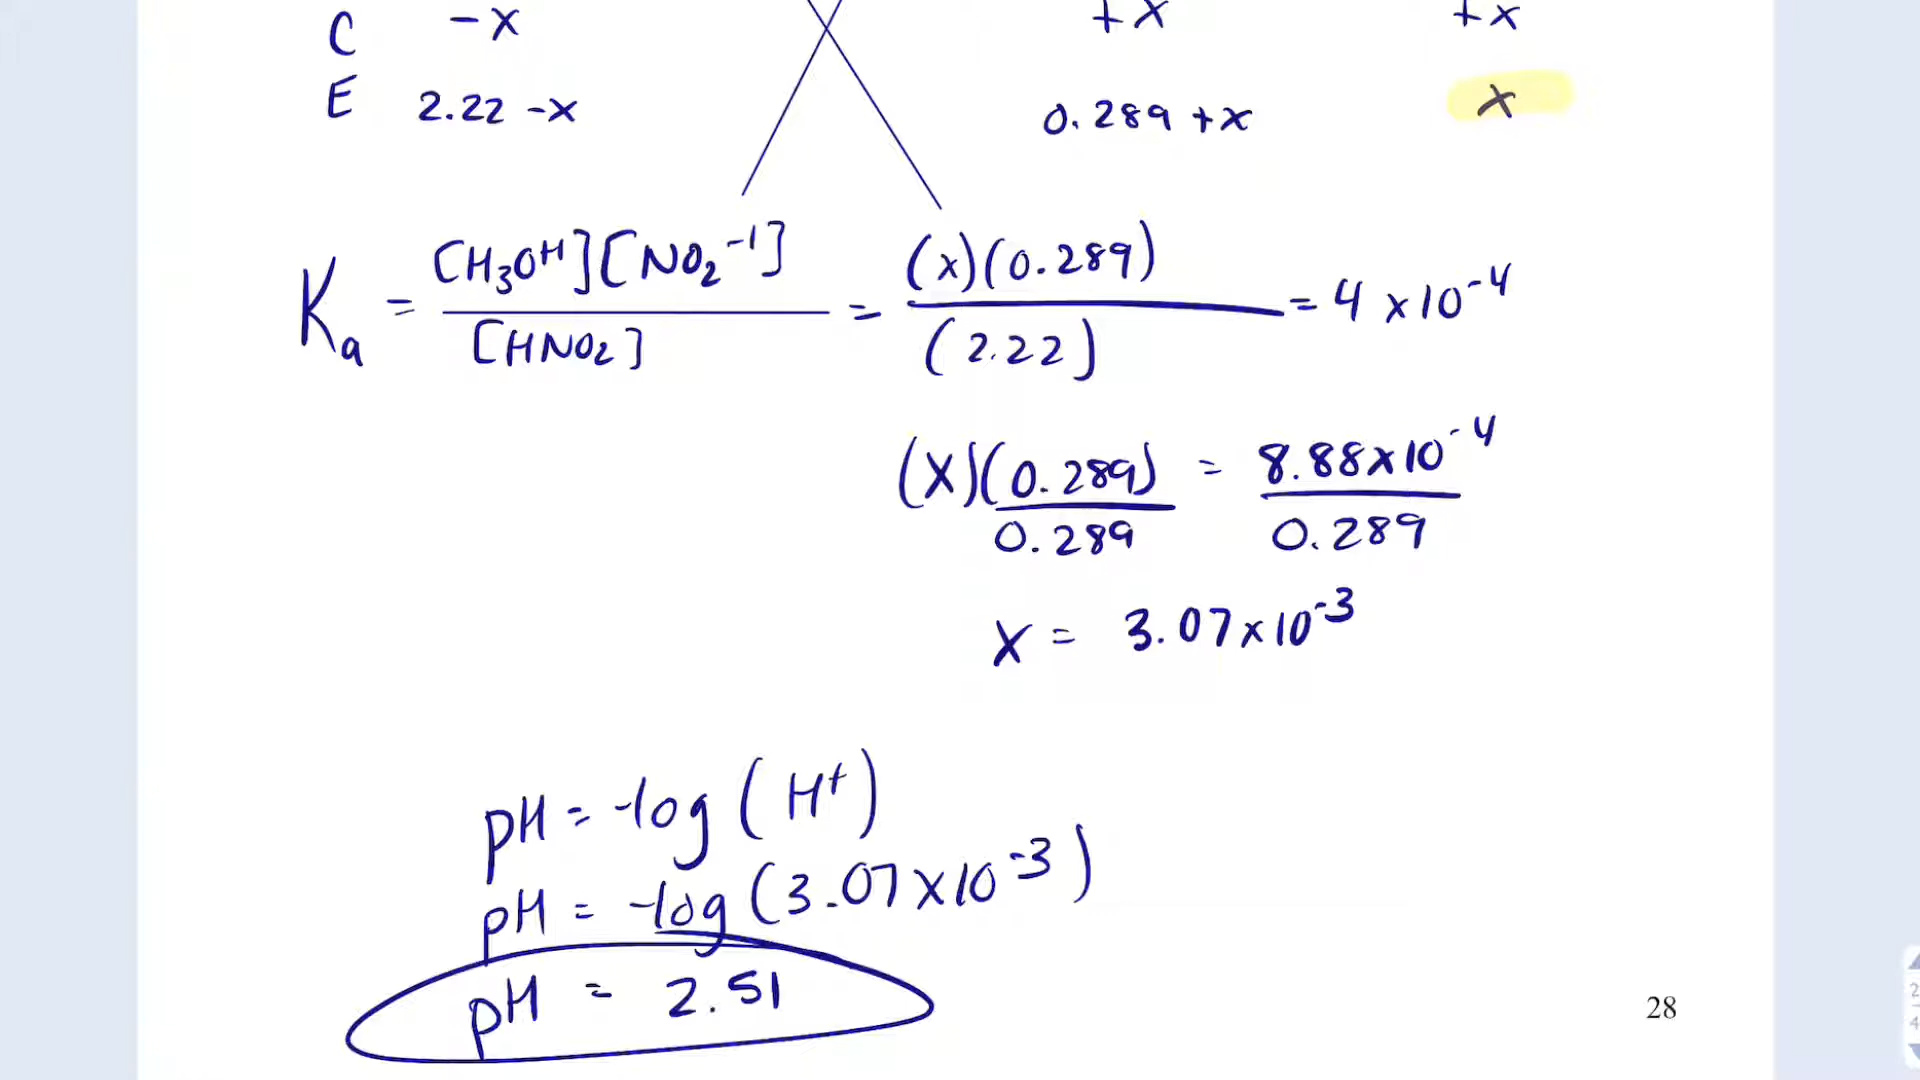 C -x +x +x
E 2.22 -x 0.289 +x x
Ka = [CH3OH][NO2-1] / [HNO2] = (x)(0.289) / (2.22) = 4 x10-4
(x)(0.289) / 0.289 = 8.88x10-4 / 0.289
x = 3.07x10-3
pH = -log (H+)
pH = -log (3.07x10-3)
pH = 2.51
28